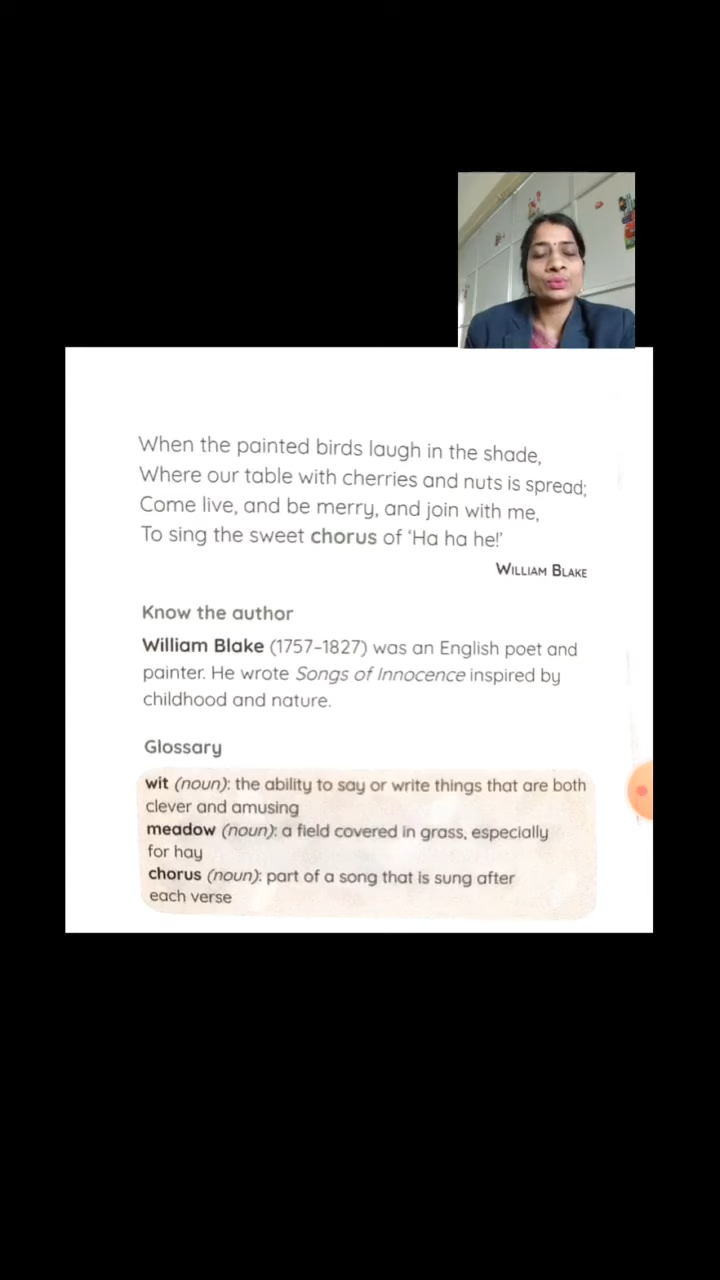 When the painted birds laugh in the shade,
Where our table with cherries and nuts is spread;
Come live, and be merry, and join with me,
To sing the sweet chorus of ‘Ha ha he!’
William Blake
Know the author
William Blake (1757–1827) was an English poet and
painter. He wrote Songs of Innocence inspired by
childhood and nature.
Glossary
wit (noun): the ability to say or write things that are both
clever and amusing
meadow (noun): a field covered in grass, especially
for hay
chorus (noun): part of a song that is sung after
each verse